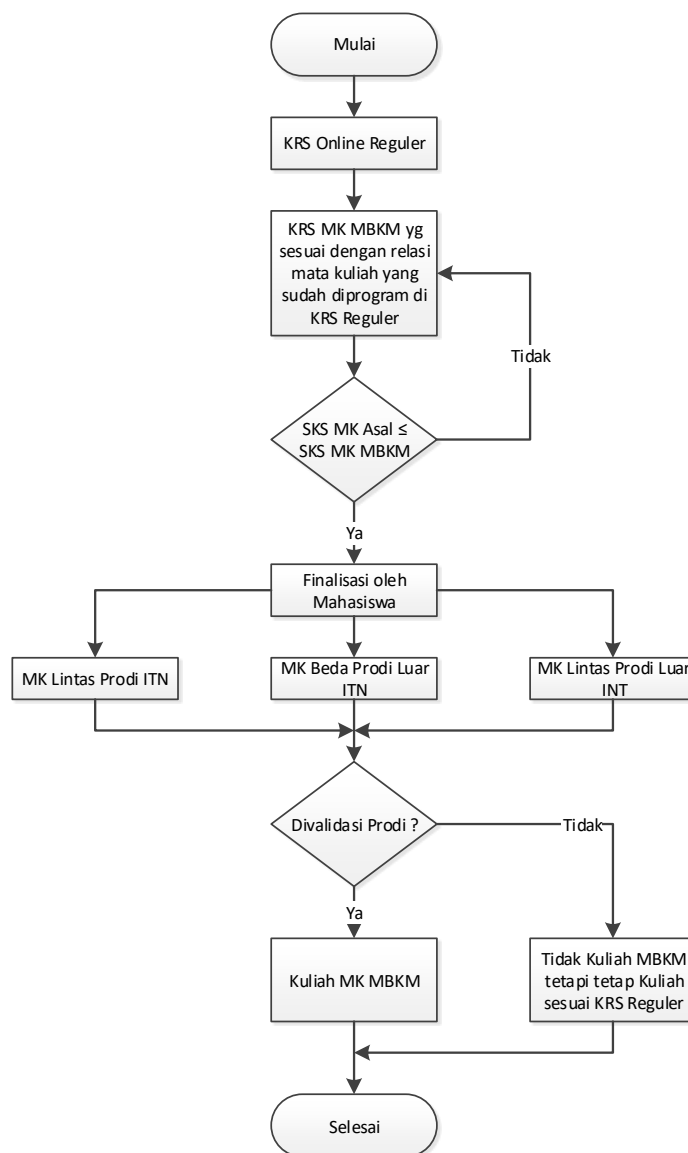 Mulai
KRS Online Reguler
KRS MK MBKM yg
sesuai dengan relasi
mata kuliah yang
sudah diprogram di
KRS Reguler
Tidak
SKS MK Asal ≤
SKS MK MBKM
Ya
Finalisasi oleh
Mahasiswa
MK Lintas Prodi ITN
MK Beda Prodi Luar
ITN
MK Lintas Prodi Luar
INT
Divalidasi Prodi ?
Tidak
Ya
Kuliah MK MBKM
Tidak Kuliah MBKM
tetapi tetap Kuliah
sesuai KRS Reguler
Selesai